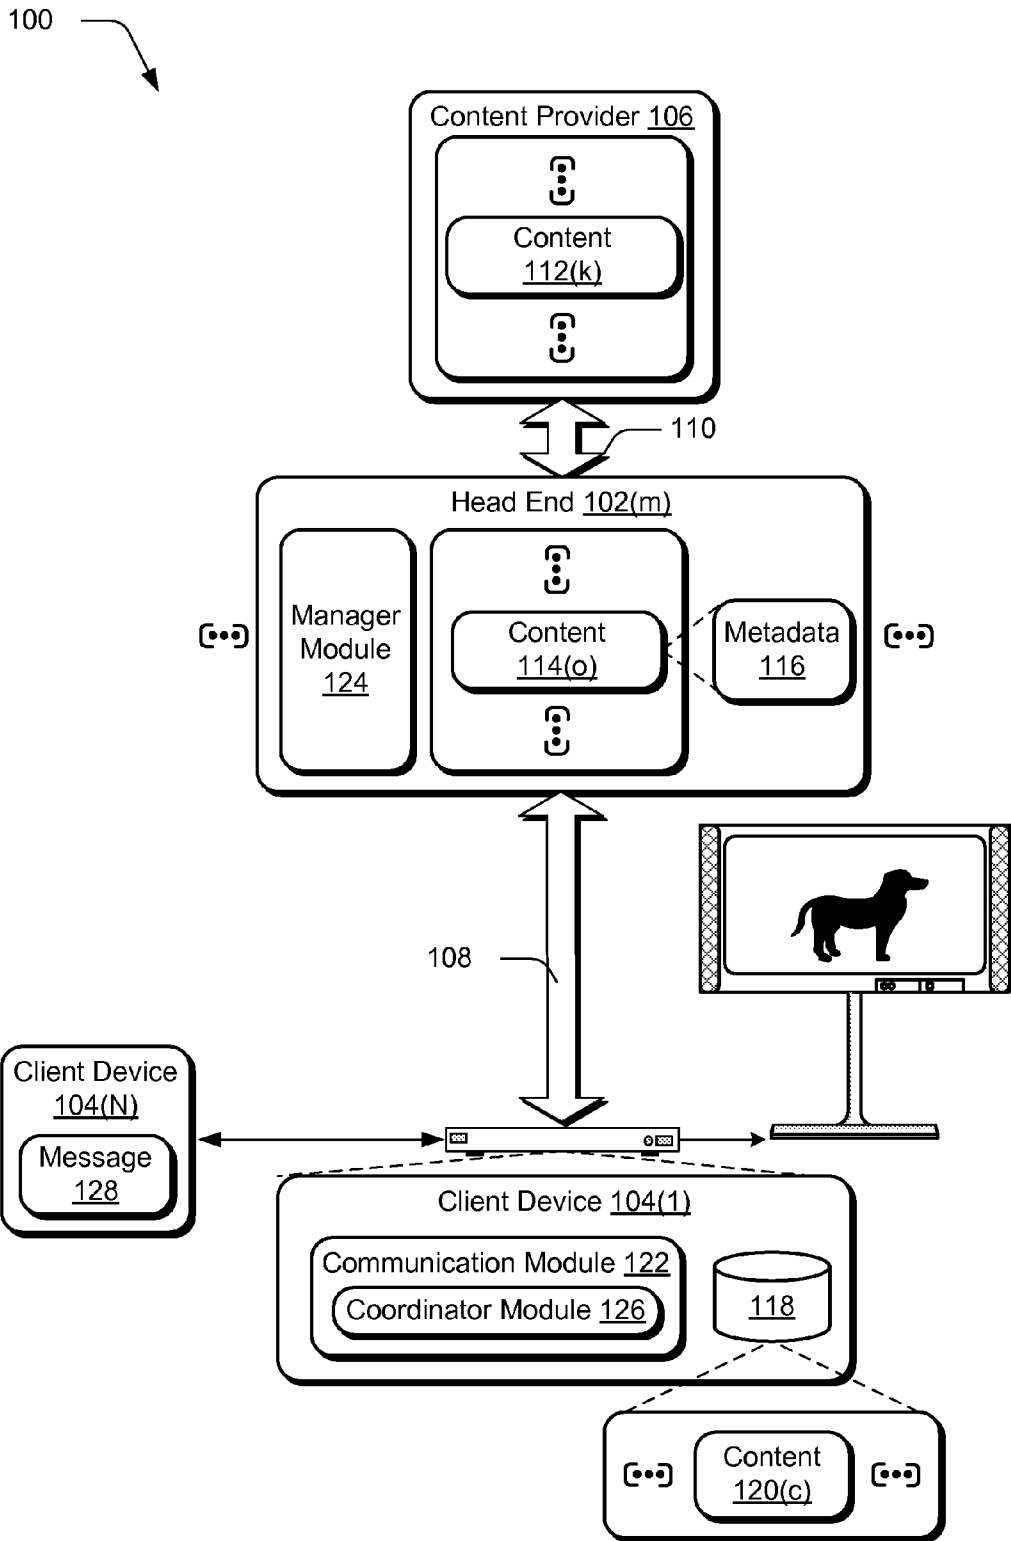 100
Content Provider 106
Content
112(k)
110
Head End 102(m)
Manager
Module
124
Content
114(o)
Metadata
116
108
Client Device
104(N)
Message
128
Client Device 104(1)
Communication Module 122
Coordinator Module 126
118
Content
120(c)